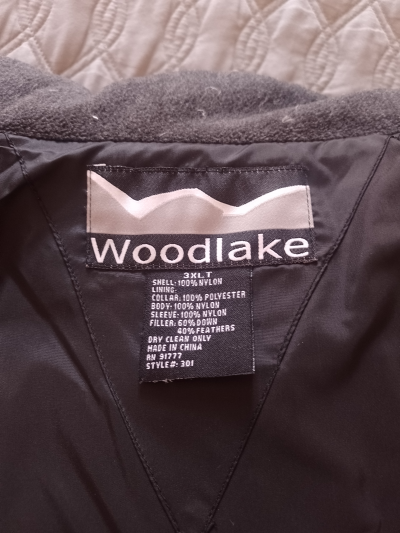 Woodlake
3XLT
SHELL: 100% NYLON
LINING:
COLLAR: 100% POLYESTER
BODY: 100% NYLON
SLEEVE: 100% NYLON
FILLER: 60% DOWN
40% FEATHERS
DRY CLEAN ONLY
MADE IN CHINA
RN 91777
STYLE#: 301